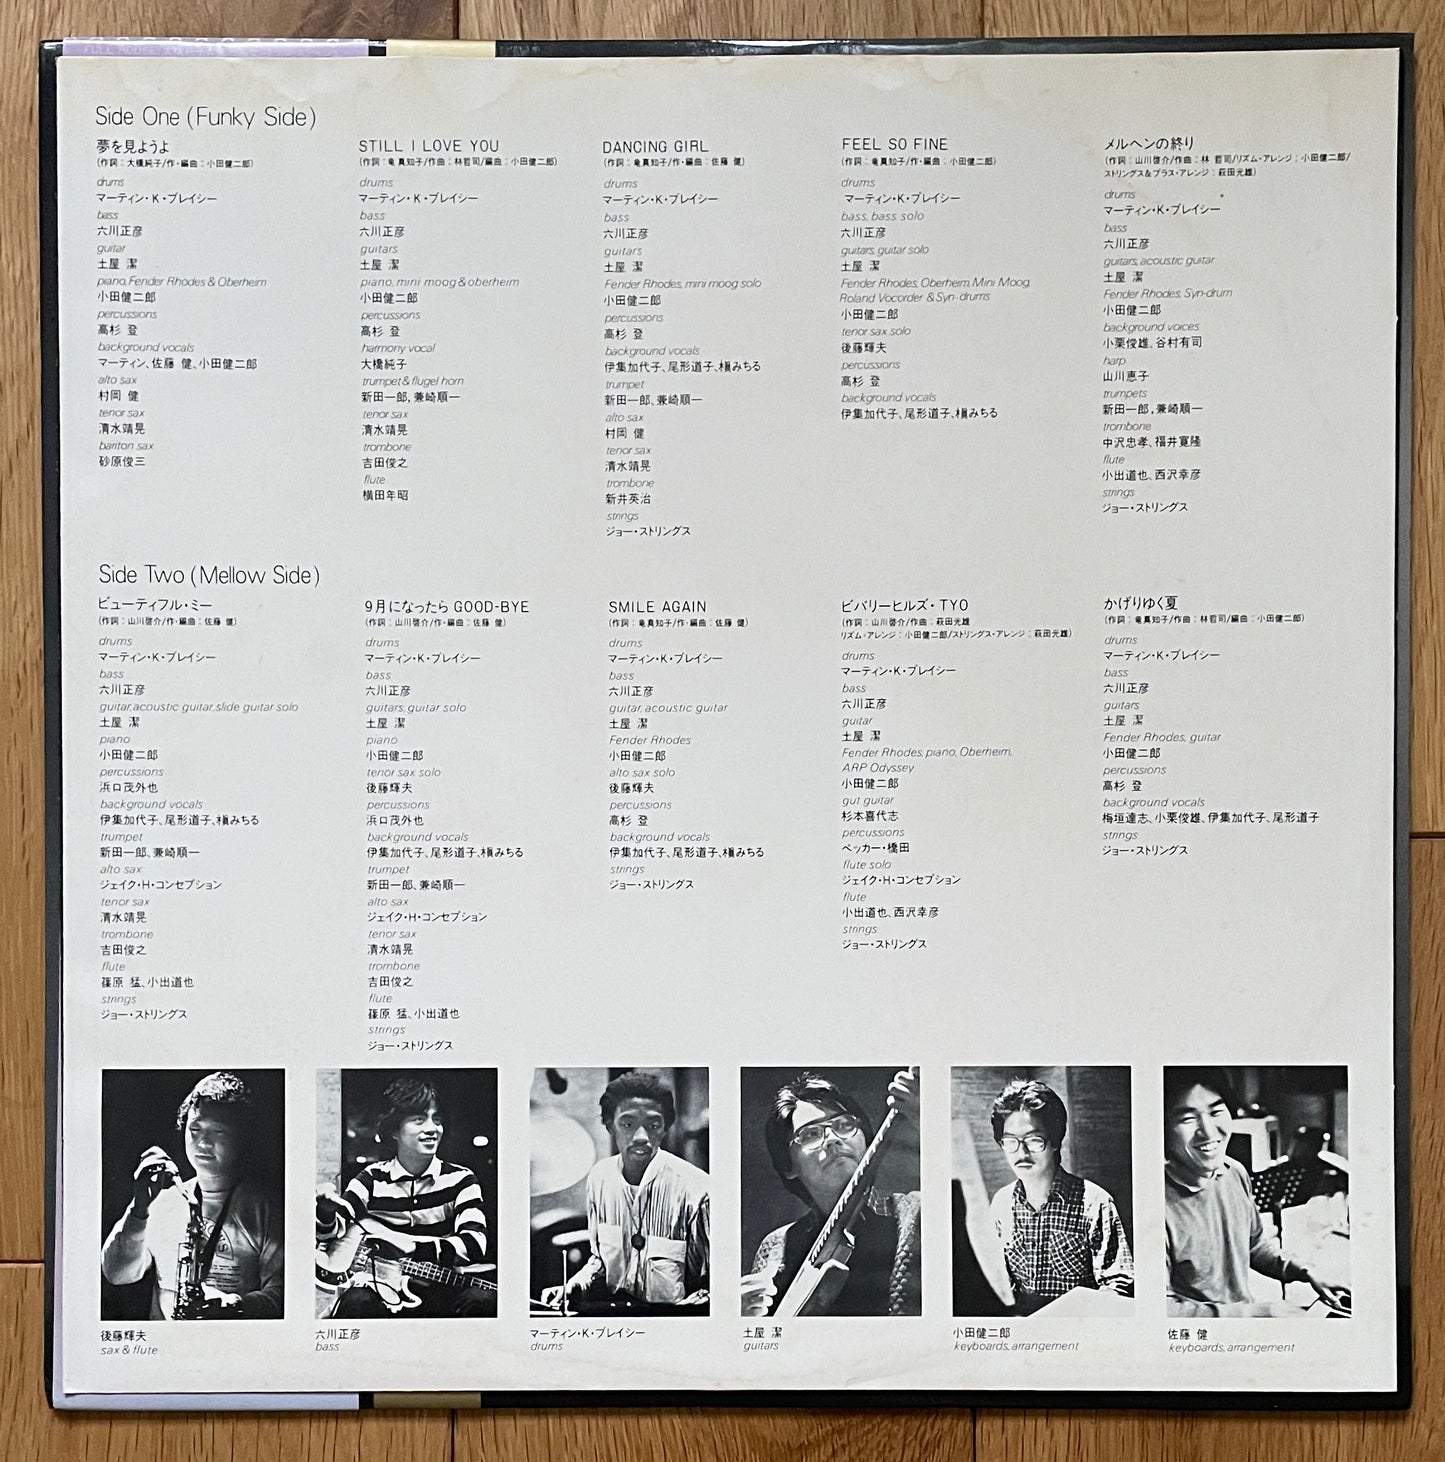 FULL HOUSE
Side One (Funky Side)
夢を見ようよ
(作詞:大橋純子/作・編曲:小田健二郎)
drums
マーティン・K・ブレイシー
bass
六川正彦
guitar
土屋 潔
piano, Fender Rhodes & Oberheim
小田健二郎
percussions
高杉 登
background vocals
マーティン、佐藤 健、小田健二郎
alto sax
村岡 健
tenor sax
清水靖晃
bariton sax
砂原俊三
STILL I LOVE YOU
(作詞:竜真知子/作曲:林哲司/編曲:小田健二郎)
drums
マーティン・K・ブレイシー
bass
六川正彦
guitars
土屋 潔
piano, mini moog & oberheim
小田健二郎
percussions
高杉 登
harmony vocal
大橋純子
trumpet & flugel horn
新田一郎,兼崎順一
tenor sax
清水靖晃
trombone
吉田俊之
flute
横田年昭
DANCING GIRL
(作詞:竜真知子/作・編曲:佐藤 健)
drums
マーティン・K・ブレイシー
bass
六川正彦
guitars
土屋 潔
Fender Rhodes, mini moog solo
小田健二郎
percussions
高杉 登
background vocals
伊集加代子、尾形道子、槇みちる
trumpet
新田一郎、兼崎順一
alto sax
村岡 健
tenor sax
清水靖晃
trombone
新井英治
strings
ジョー・ストリングス
FEEL SO FINE
(作詞:竜真知子/作・編曲:小田健二郎)
drums
マーティン・K・ブレイシー
bass, bass solo
六川正彦
guitars, guitar solo
土屋 潔
Fender Rhodes, Oberheim, Mini Moog,
Roland Vocorder & Syn-drums
小田健二郎
tenor sax solo
後藤輝夫
percussions
高杉 登
background vocals
伊集加代子、尾形道子、槇みちる
メルヘンの終り
(作詞:山川啓介/作曲:林 哲司/リズム・アレンジ:小田健二郎/
ストリングス&ブラス・アレンジ:萩田光雄)
drums
マーティン・K・ブレイシー
bass
六川正彦
guitars, acoustic guitar
土屋 潔
Fender Rhodes, Syn-drum
小田健二郎
background voices
小栗俊雄、谷村有司
harp
山川恵子
trumpets
新田一郎,兼崎順一
trombone
中沢忠孝、福井寛隆
flute
小出道也、西沢幸彦
strings
ジョー・ストリングス
Side Two (Mellow Side)
ビューティフル・ミー
(作詞:山川啓介/作・編曲:佐藤 健)
drums
マーティン・K・ブレイシー
bass
六川正彦
guitar, acoustic guitar, slide guitar solo
土屋 潔
piano
小田健二郎
percussions
浜口茂外也
background vocals
伊集加代子、尾形道子、槇みちる
trumpet
新田一郎、兼崎順一
alto sax
ジェイク・H・コンセプション
tenor sax
清水靖晃
trombone
吉田俊之
flute
篠原 猛、小出道也
strings
ジョー・ストリングス
9月になったら GOOD-BYE
(作詞:山川啓介/作・編曲:佐藤 健)
drums
マーティン・K・ブレイシー
bass
六川正彦
guitars, guitar solo
土屋 潔
piano
小田健二郎
tenor sax solo
後藤輝夫
percussions
浜口茂外也
background vocals
伊集加代子、尾形道子、槇みちる
trumpet
新田一郎、兼崎順一
alto sax
ジェイク・H・コンセプション
tenor sax
清水靖晃
trombone
吉田俊之
flute
篠原 猛、小出道也
strings
ジョー・ストリングス
SMILE AGAIN
(作詞:竜真知子/作・編曲:佐藤 健)
drums
マーティン・K・ブレイシー
bass
六川正彦
guitar, acoustic guitar
土屋 潔
Fender Rhodes
小田健二郎
alto sax solo
後藤輝夫
percussions
高杉 登
background vocals
伊集加代子、尾形道子、槇みちる
strings
ジョー・ストリングス
ビバリーヒルズ・TYO
(作詞:山川啓介/作曲:萩田光雄
リズム・アレンジ:小田健二郎/ストリングス・アレンジ:萩田光雄)
drums
マーティン・K・ブレイシー
bass
六川正彦
guitar
土屋 潔
Fender Rhodes, piano, Oberheim,
ARP Odyssey
小田健二郎
gut guitar
杉本喜代志
percussions
ペッカー・橋田
flute solo
ジェイク・H・コンセプション
flute
小出道也、西沢幸彦
strings
ジョー・ストリングス
かげりゆく夏
(作詞:竜真知子/作曲:林哲司/編曲:小田健二郎)
drums
マーティン・K・ブレイシー
bass
六川正彦
guitars
土屋 潔
Fender Rhodes, guitar
小田健二郎
percussions
高杉 登
background vocals
梅垣達志、小栗俊雄、伊集加代子、尾形道子
strings
ジョー・ストリングス
後藤輝夫
sax & flute
六川正彦
bass
マーティン・K・ブレイシー
drums
土屋 潔
guitars
小田健二郎
keyboards, arrangement
佐藤 健
keyboards, arrangement